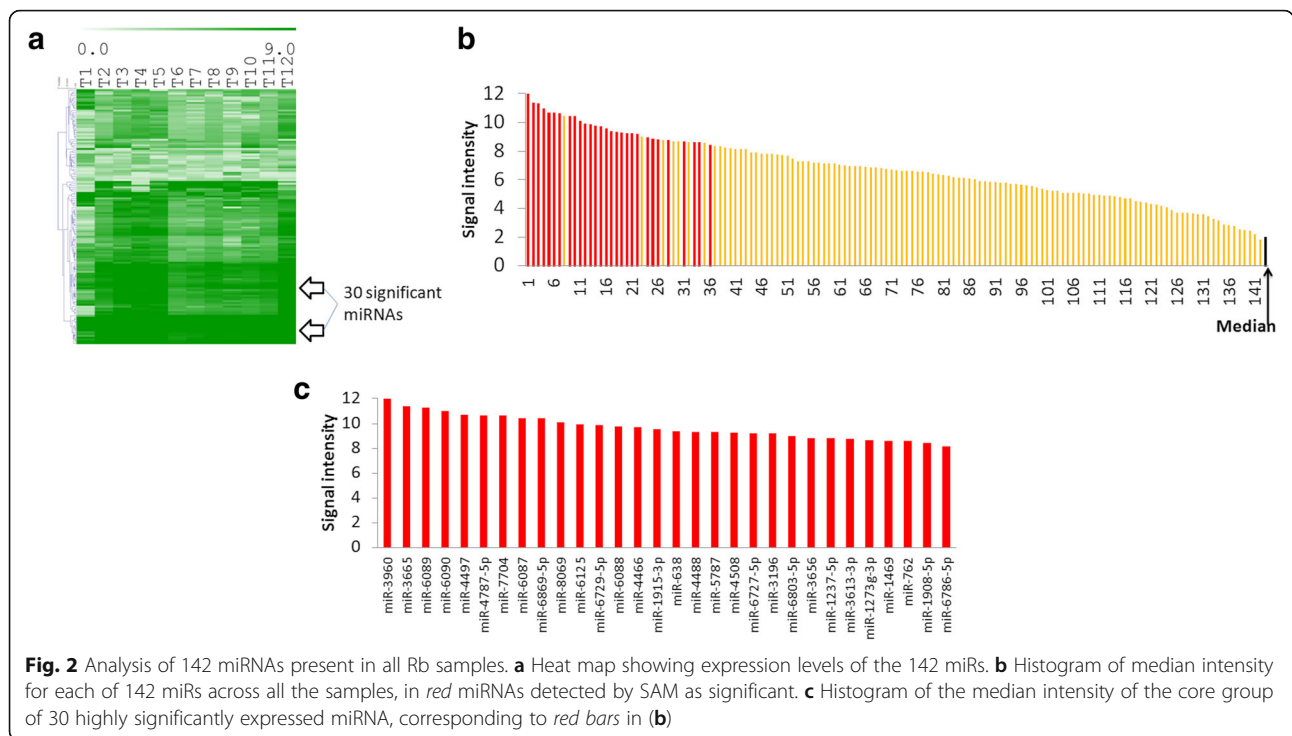 a
0.0 9.0
T1 T2 T3 T4 T5 T6 T7 T8 T9 T10 T11 T12
30 significant
miRNAs
b
Signal intensity
12
10
8
6
4
2
0
1 6 11 16 21 26 31 36 41 46 51 56 61 66 71 76 81 86 91 96 101 106 111 116 121 126 131 136 141
Median
c
Signal intensity
12
10
8
6
4
2
0
miR-3960
miR-3665
miR-6089
miR-6090
miR-4497
miR-4787-5p
miR-7704
miR-6087
miR-6869-5p
miR-8069
miR-6125
miR-6729-5p
miR-6088
miR-4466
miR-1915-3p
miR-638
miR-4488
miR-5787
miR-4508
miR-6727-5p
miR-3196
miR-6803-5p
miR-3656
miR-1237-5p
miR-3613-3p
miR-1273g-3p
miR-1469
miR-762
miR-1908-5p
miR-6786-5p
Fig. 2 Analysis of 142 miRNAs present in all Rb samples. a Heat map showing expression levels of the 142 miRs. b Histogram of median intensity
for each of 142 miRs across all the samples, in red miRNAs detected by SAM as significant. c Histogram of the median intensity of the core group
of 30 highly significantly expressed miRNA, corresponding to red bars in (b)